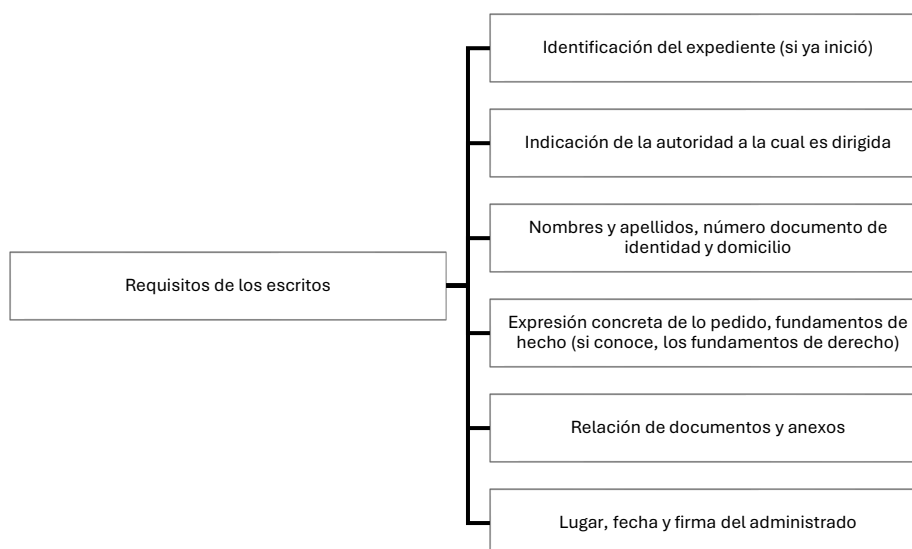 Requisitos de los escritos
Identificación del expediente (si ya inició)
Indicación de la autoridad a la cual es dirigida
Nombres y apellidos, número documento de
identidad y domicilio
Expresión concreta de lo pedido, fundamentos de
hecho (si conoce, los fundamentos de derecho)
Relación de documentos y anexos
Lugar, fecha y firma del administrado